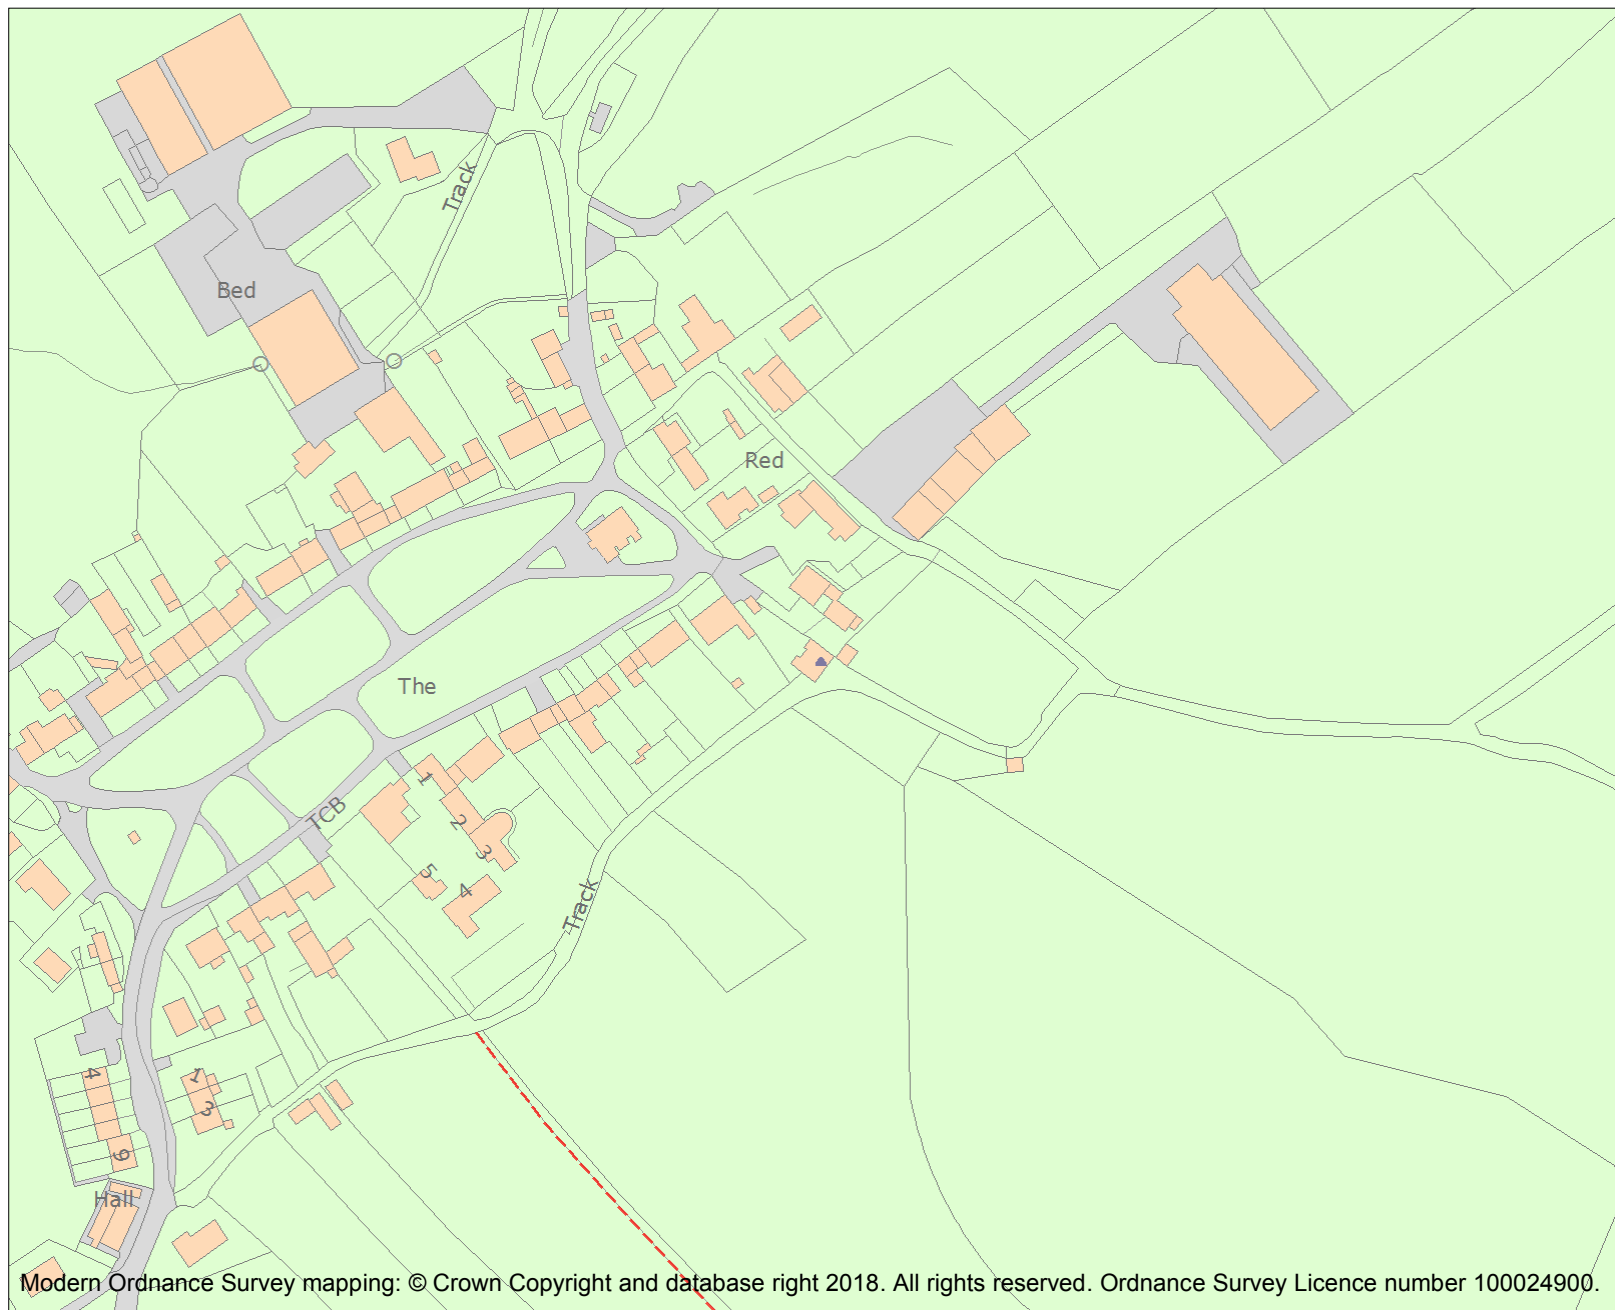 Track
Bed
Red
The
1
TCB
2
3
5
4
Track
4
1
3
9
Hall
Modern Ordnance Survey mapping: © Crown Copyright and database right 2018. All rights reserved. Ordnance Survey Licence number 100024900.